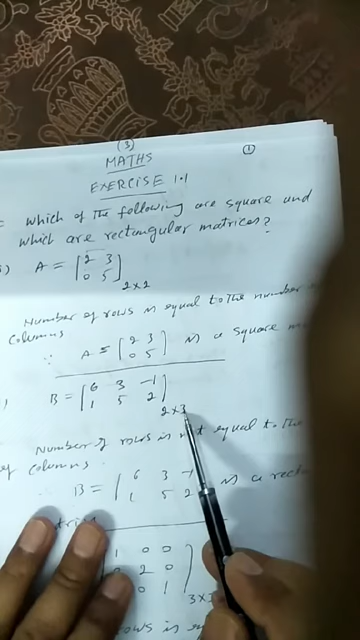 (3)
MATHS
①
EXERCISE 1.1
which of the following are square and
which are rectangular matrices?
A = [2 3
0 5] 2×2
Number of rows is equal to the number of
columns
∴ A = [2 3
0 5] is a square
B = [6 3 -1
1 5 2] 2×3
Number of rows is not equal to the
of columns.
∴ B = [6 3 -1
1 5 2 is a
1 0 0
2 0
0 1] 3×
rows is